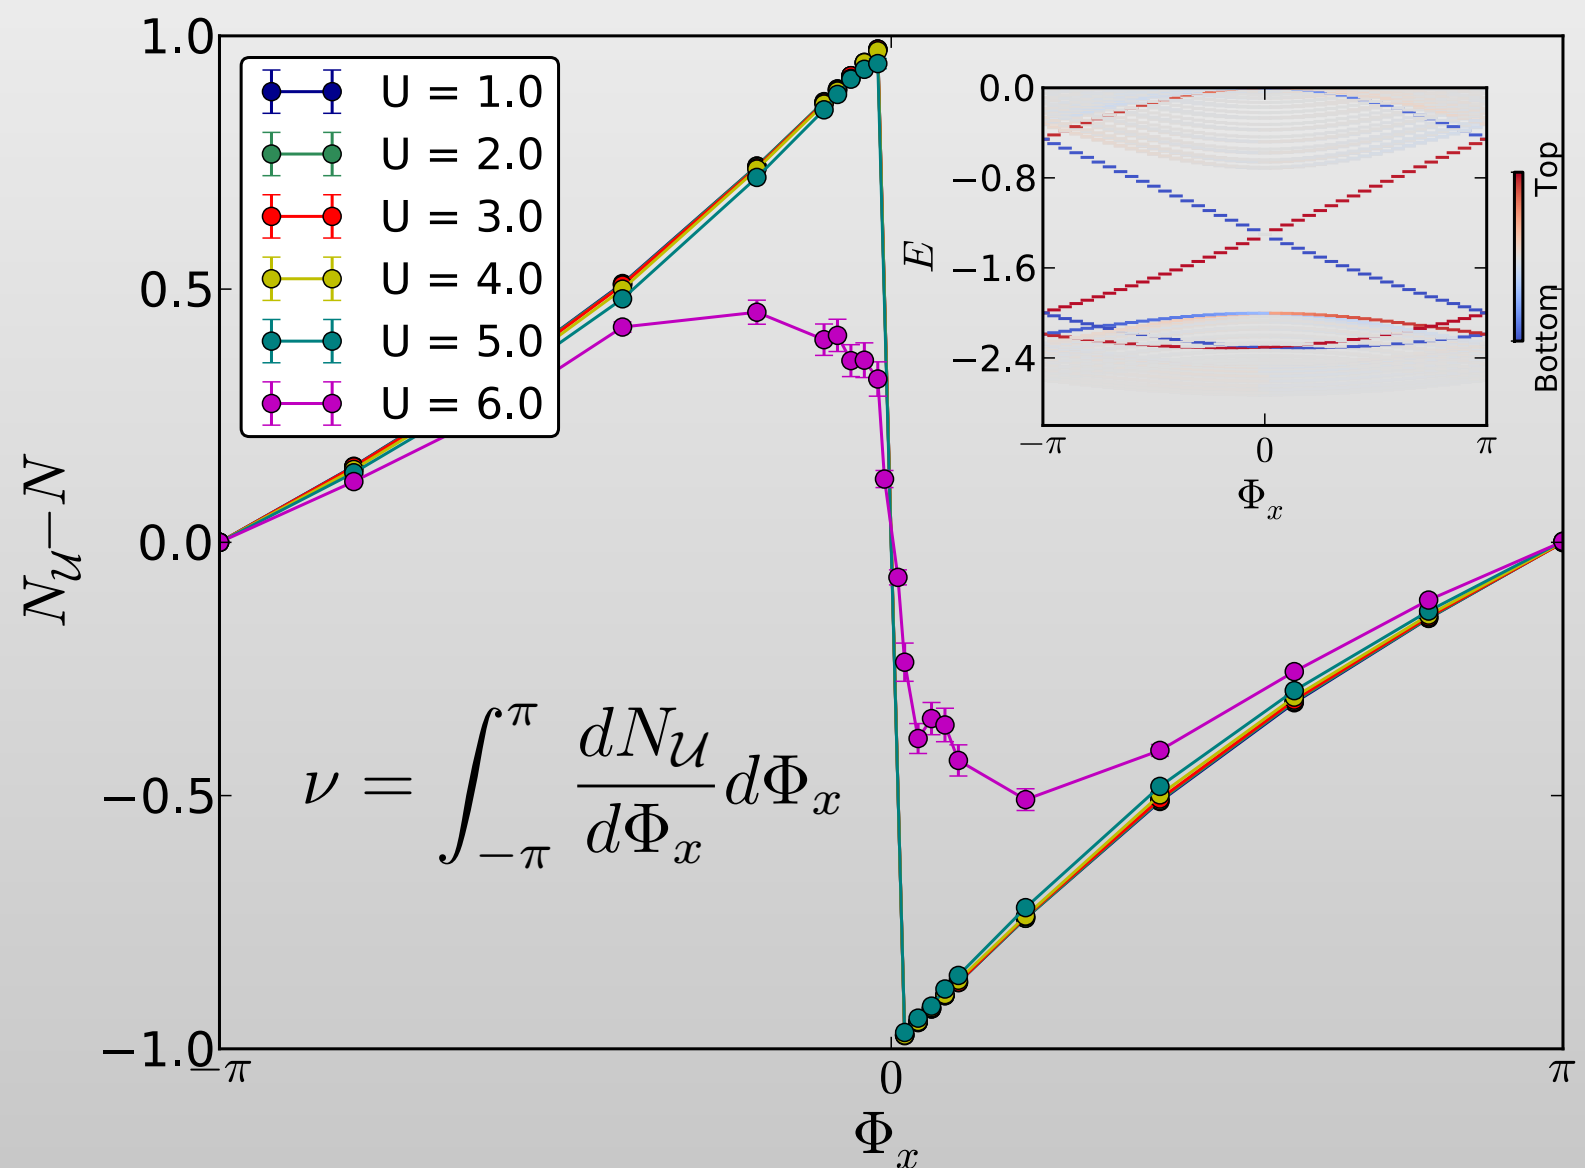 1.0
0.5
0.0
−0.5
−1.0
N_𝒰−N
U = 1.0
U = 2.0
U = 3.0
U = 4.0
U = 5.0
U = 6.0
0.0
−0.8
−1.6
−2.4
E
−π 0 π
Φ_x
Top
Bottom
ν = ∫_{−π}^{π} dN_𝒰/dΦ_x dΦ_x
−π 0 π
Φ_x